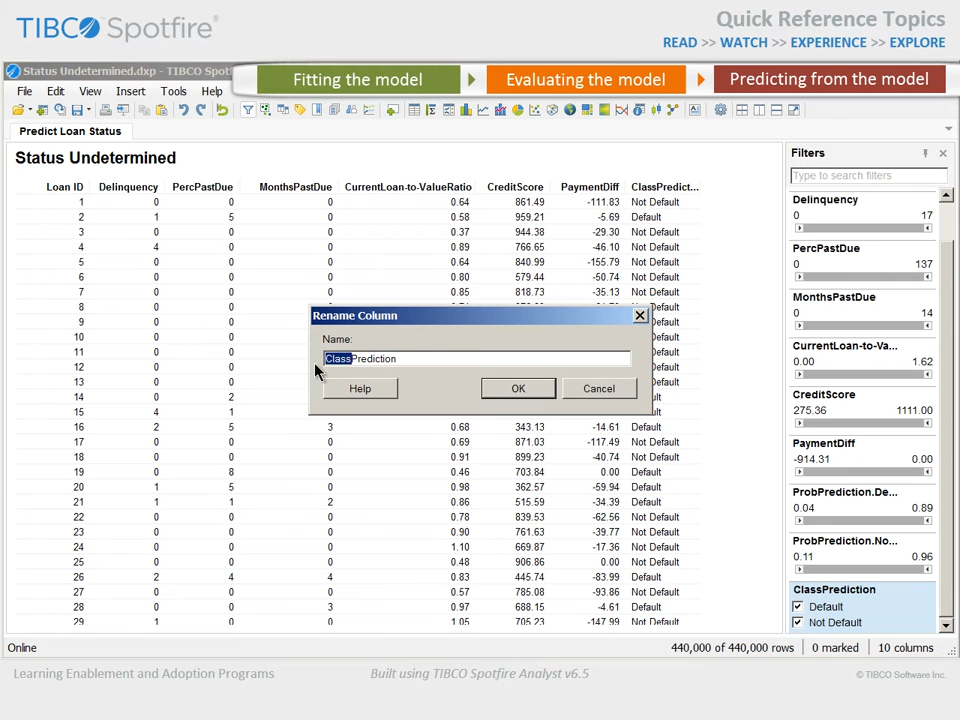 TIBCO Spotfire®
Quick Reference Topics
READ >> WATCH >> EXPERIENCE >> EXPLORE
Status Undetermined.dxp - TIBCO Spot
Fitting the model
Evaluating the model
Predicting from the model
File Edit View Insert Tools Help
Predict Loan Status
Status Undetermined
Loan ID Delinquency PercPastDue MonthsPastDue CurrentLoan-to-ValueRatio CreditScore PaymentDiff ClassPredict...
1 0 0 0 0.64 861.49 -111.83 Not Default
2 1 5 0 0.58 959.21 -5.69 Default
3 0 0 0 0.37 944.38 -29.30 Not Default
4 4 0 0 0.89 766.65 -46.10 Not Default
5 0 0 0 0.64 840.99 -155.79 Not Default
6 0 0 0 0.80 579.44 -50.74 Not Default
7 0 0 0 0.85 818.73 -35.13 Not Default
8 0 0
9 0 0
10 0 0
11 0 0
12 0 0
13 0 0
14 0 2
15 4 1
16 2 5 3 0.68 343.13 -14.61 Default
17 0 0 0 0.69 871.03 -117.49 Not Default
18 0 0 0 0.91 899.23 -40.74 Not Default
19 0 8 0 0.46 703.84 0.00 Default
20 1 5 0 0.98 362.57 -59.94 Default
21 1 1 2 0.86 515.59 -34.39 Default
22 0 0 0 0.78 839.53 -62.56 Not Default
23 0 0 0 0.90 761.63 -39.77 Not Default
24 0 0 0 1.10 669.87 -17.36 Not Default
25 0 0 0 0.48 906.86 0.00 Not Default
26 2 4 4 0.83 445.74 -83.99 Default
27 0 0 0 0.57 785.08 -93.86 Not Default
28 0 0 3 0.97 688.15 -4.61 Default
29 1 0 0 1.05 705.23 -147.99 Not Default
Rename Column
Name:
ClassPrediction
Help OK Cancel
Filters
Type to search filters
Delinquency
0 17
PercPastDue
0 137
MonthsPastDue
0 14
CurrentLoan-to-Va...
0.00 1.62
CreditScore
275.36 1111.00
PaymentDiff
-914.31 0.00
ProbPrediction.De...
0.04 0.89
ProbPrediction.No...
0.11 0.96
ClassPrediction
Default
Not Default
Online
440,000 of 440,000 rows 0 marked 10 columns
Learning Enablement and Adoption Programs
Built using TIBCO Spotfire Analyst v6.5
© TIBCO Software Inc.